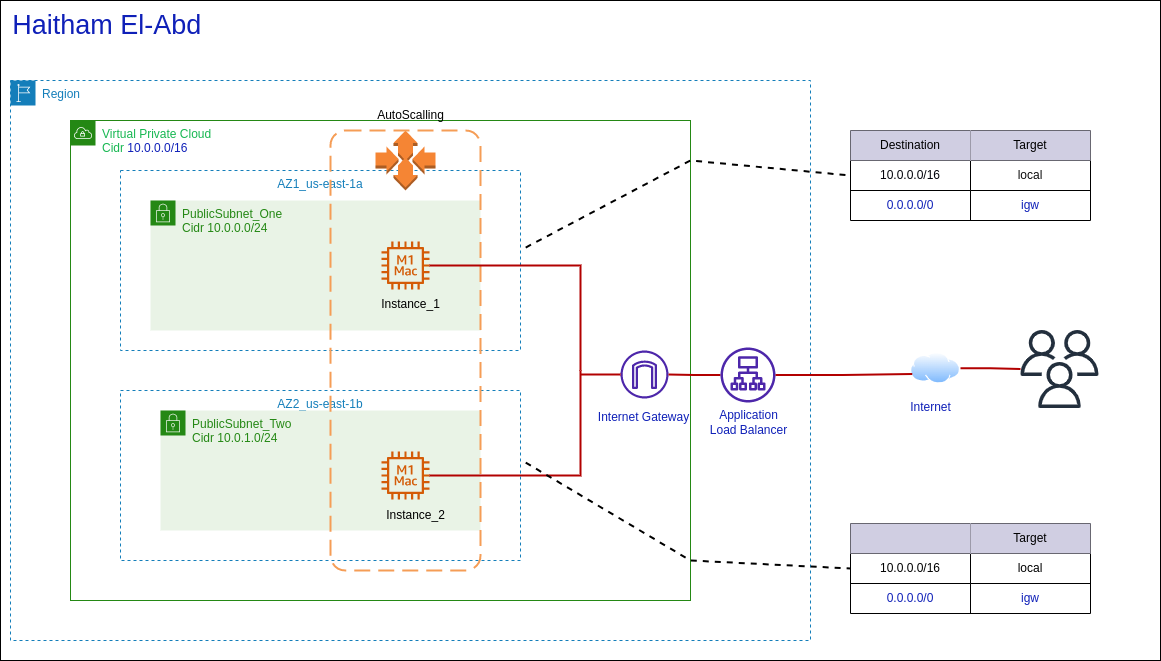 Haitham El-Abd
Region
AutoScalling
Virtual Private Cloud
Cidr 10.0.0.0/16
AZ1_us-east-1a
PublicSubnet_One
Cidr 10.0.0.0/24
M1
Mac
Instance_1
AZ2_us-east-1b
PublicSubnet_Two
Cidr 10.0.1.0/24
M1
Mac
Instance_2
Internet Gateway
Application
Load Balancer
Internet
Destination Target
10.0.0.0/16 local
0.0.0.0/0 igw
Target
10.0.0.0/16 local
0.0.0.0/0 igw